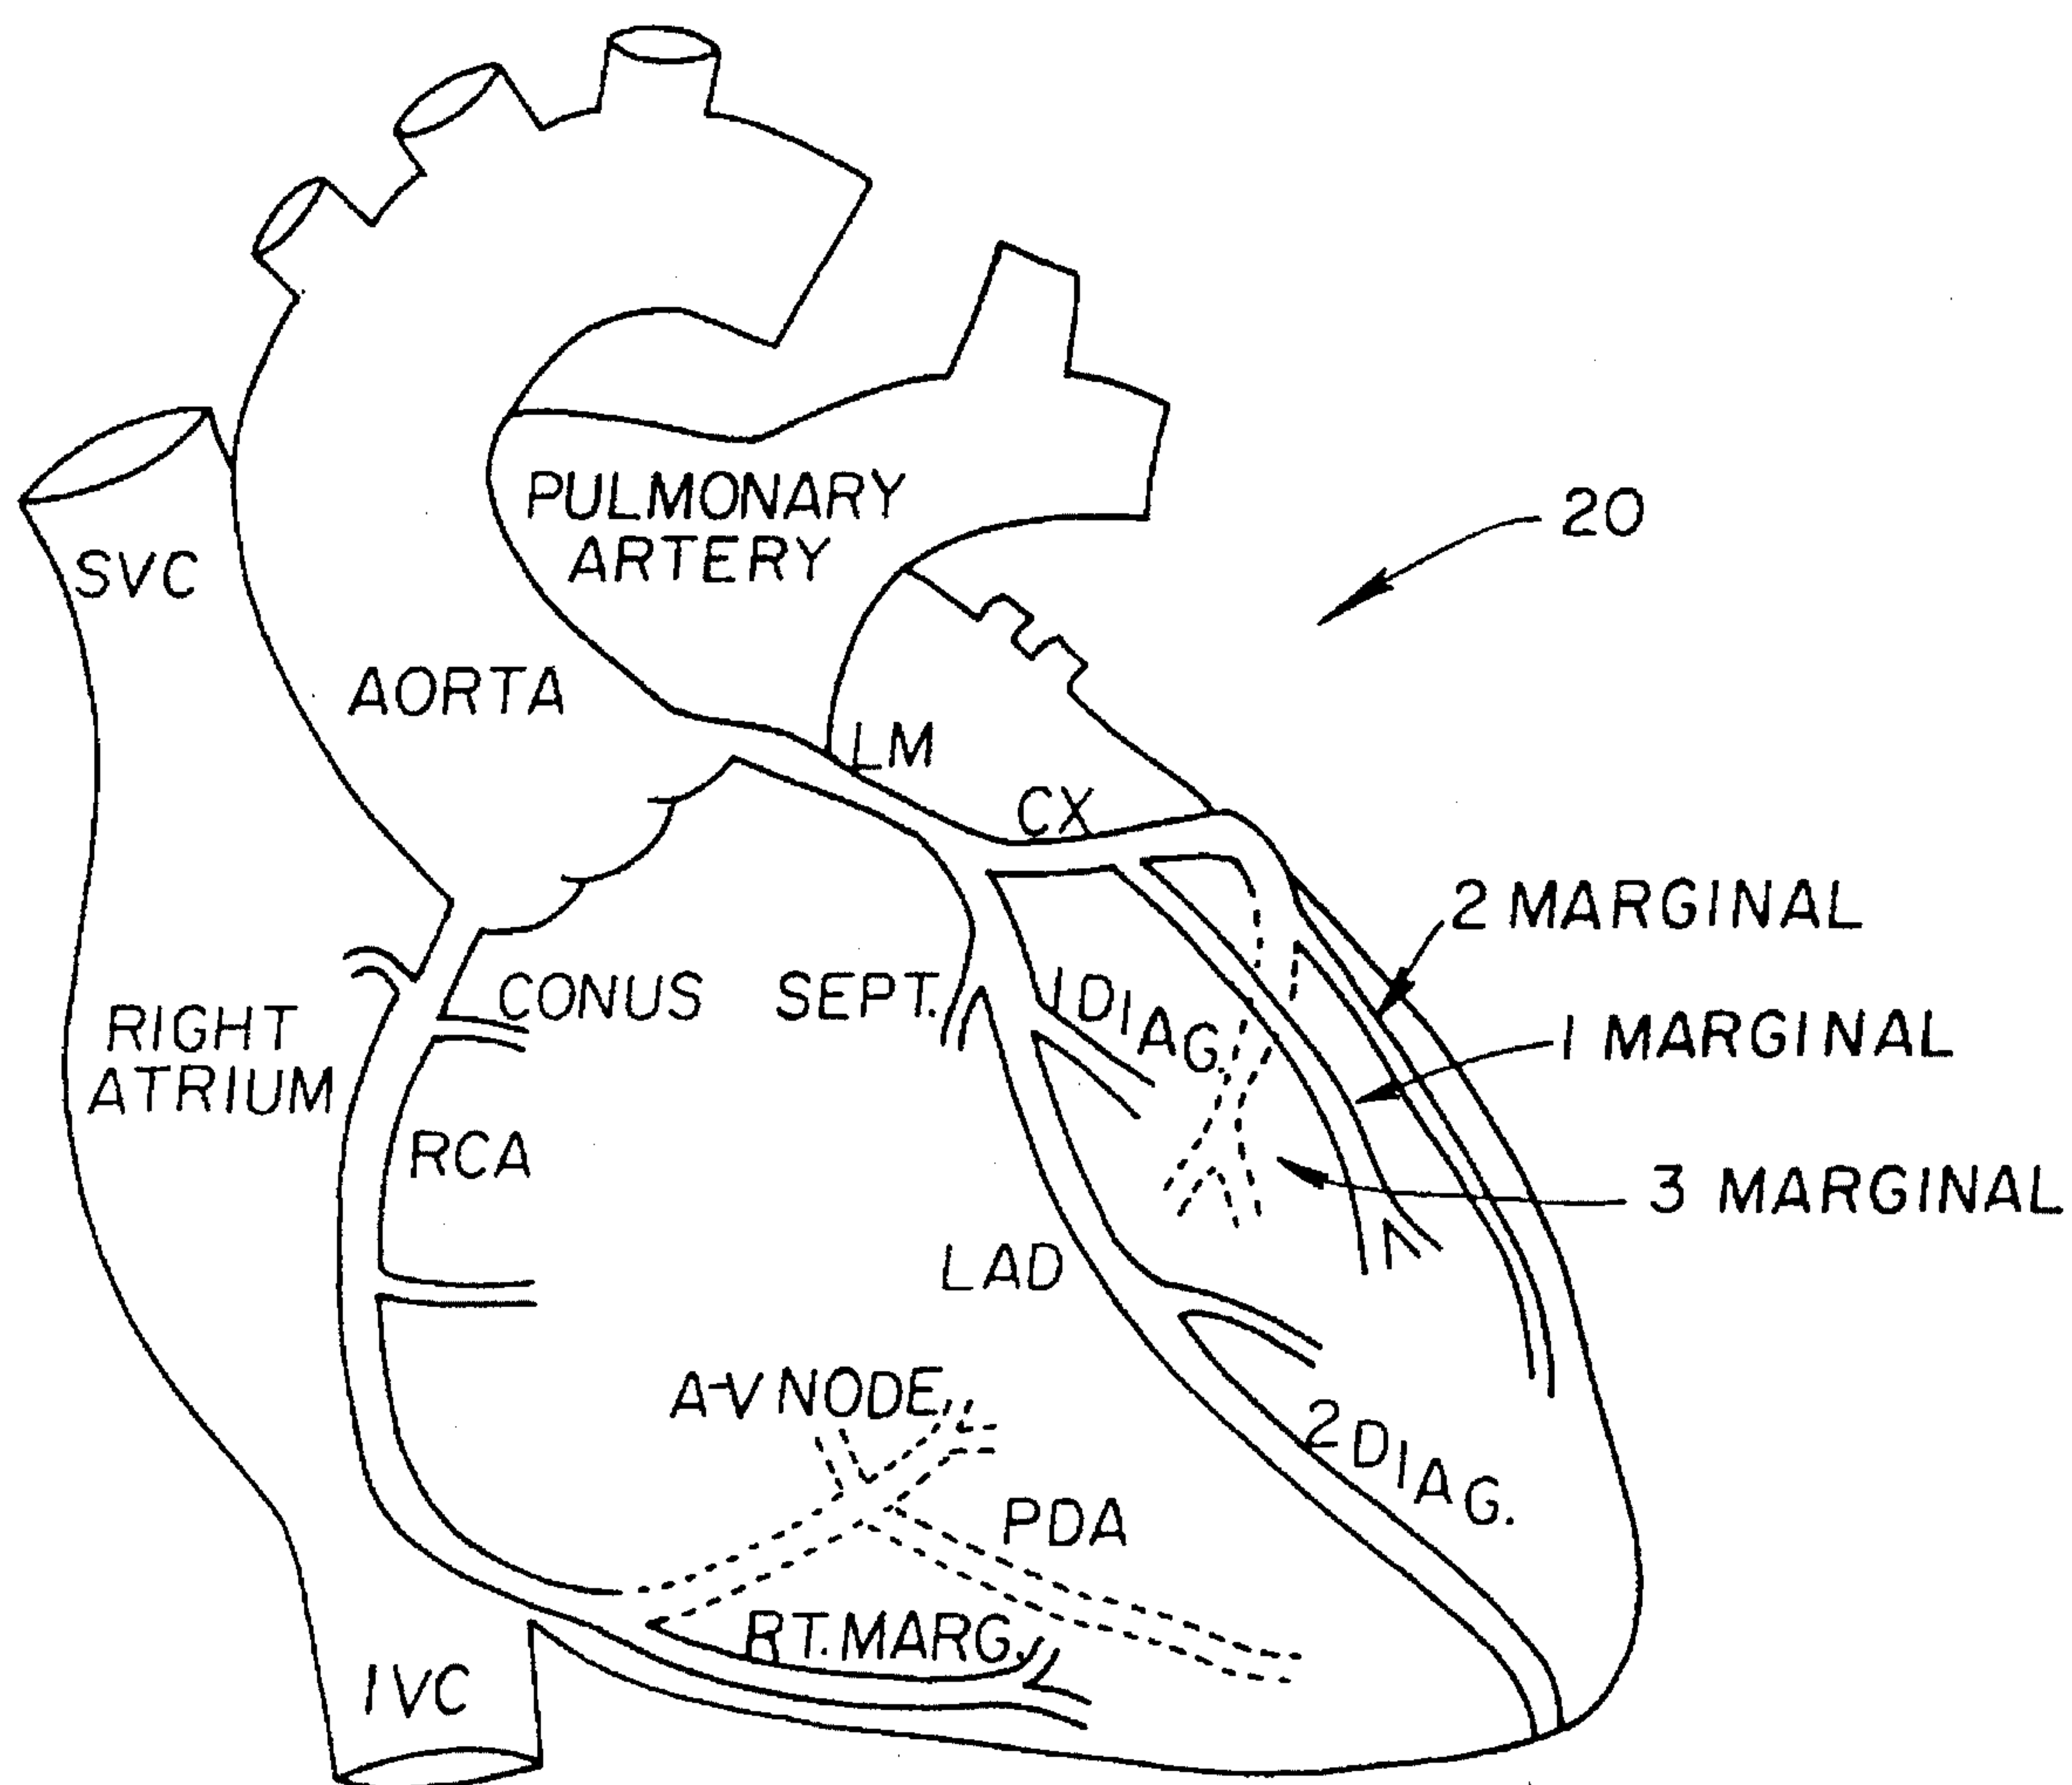 PULMONARY
ARTERY
20
SVC
AORTA
LM
CX
2 MARGINAL
CONUS
SEPT.
1 DIAG.
1 MARGINAL
RIGHT
ATRIUM
RCA
3 MARGINAL
LAD
A-V NODE
2 DIAG.
PDA
RT. MARG.
IVC